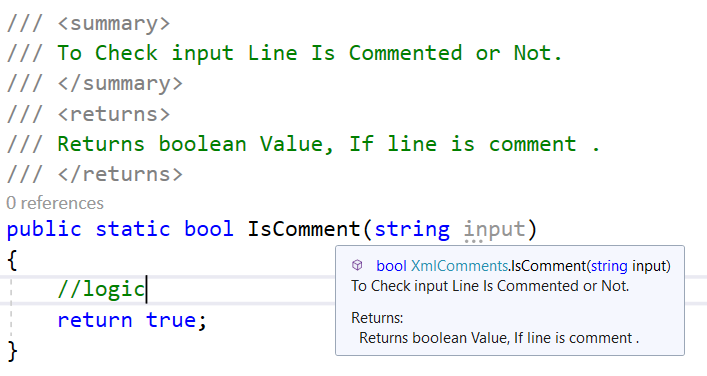 /// <summary>
/// To Check input Line Is Commented or Not.
/// </summary>
/// <returns>
/// Returns boolean Value, If line is comment .
/// </returns>
0 references
public static bool IsComment(string input)
{
//logic
return true;
}
bool XmlComments.IsComment(string input)
To Check input Line Is Commented or Not.
Returns:
Returns boolean Value, If line is comment .